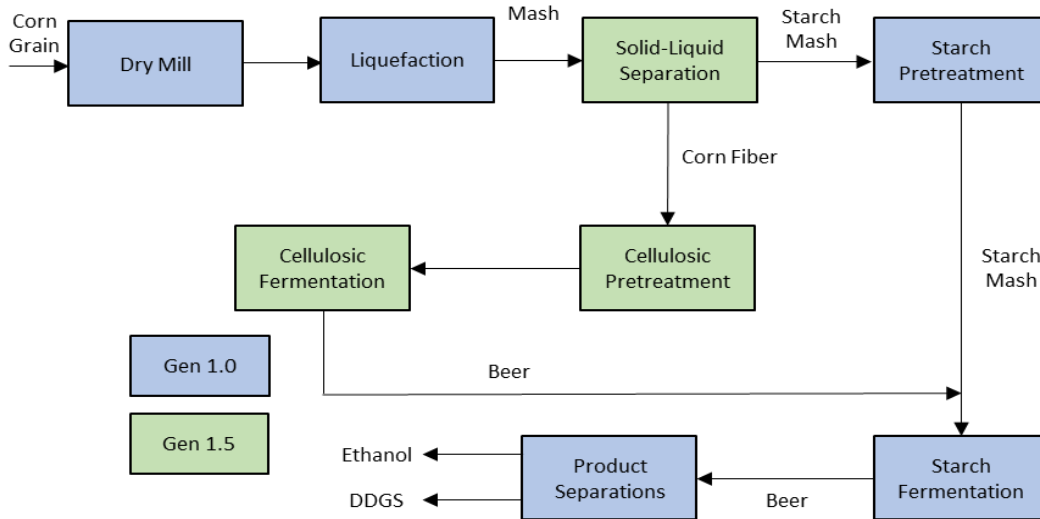 Corn
Grain
Dry Mill
Liquefaction
Mash
Solid-Liquid
Separation
Starch
Mash
Starch
Pretreatment
Corn Fiber
Cellulosic
Fermentation
Cellulosic
Pretreatment
Starch
Mash
Gen 1.0
Beer
Gen 1.5
Ethanol
DDGS
Product
Separations
Beer
Starch
Fermentation